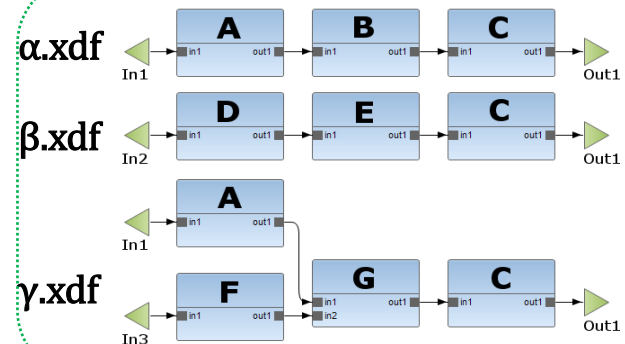 α.xdf
In1
A
in1 out1
B
in1 out1
C
in1 out1
Out1
β.xdf
In2
D
in1 out1
E
in1 out1
C
in1 out1
Out1
γ.xdf
In1
A
in1 out1
In3
F
in1 out1
G
in1 out1
in2
C
in1 out1
Out1